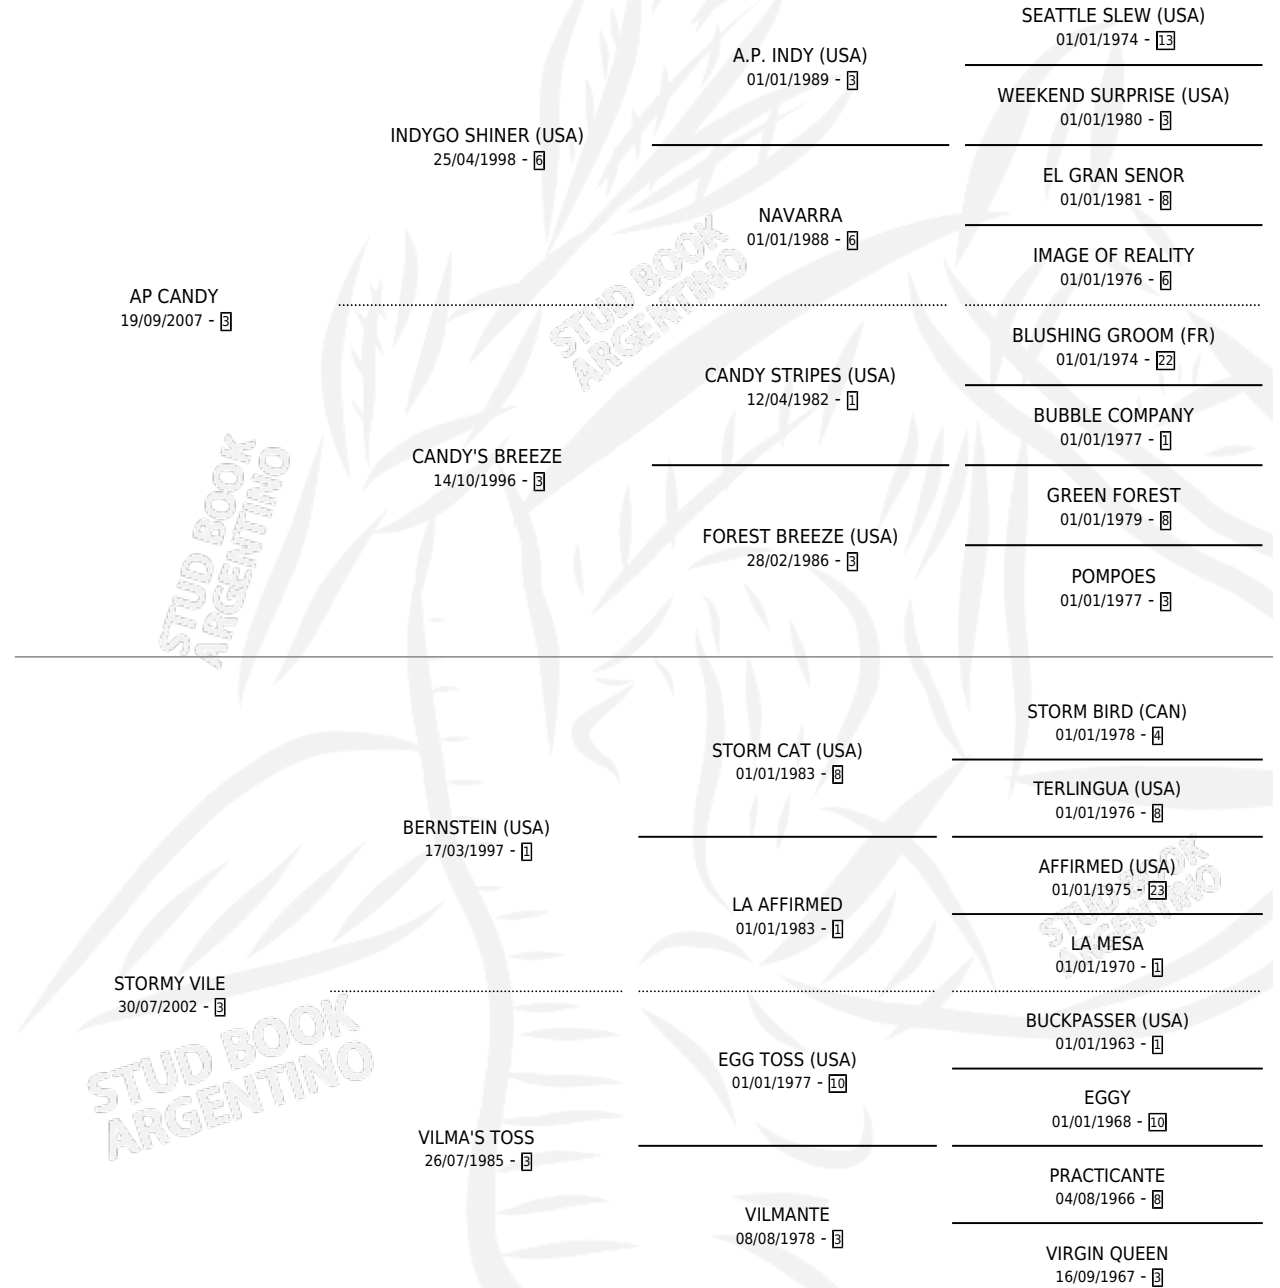 SEATTLE SLEW (USA)
01/01/1974 - 13
A.P. INDY (USA)
01/01/1989 - 3
WEEKEND SURPRISE (USA)
01/01/1980 - 3
INDYGO SHINER (USA)
25/04/1998 - 6
EL GRAN SENOR
01/01/1981 - 8
NAVARRA
01/01/1988 - 6
IMAGE OF REALITY
01/01/1976 - 6
AP CANDY
19/09/2007 - 3
BLUSHING GROOM (FR)
01/01/1974 - 22
CANDY STRIPES (USA)
12/04/1982 - 1
BUBBLE COMPANY
01/01/1977 - 1
CANDY'S BREEZE
14/10/1996 - 3
GREEN FOREST
01/01/1979 - 8
FOREST BREEZE (USA)
28/02/1986 - 3
POMPOES
01/01/1977 - 3
STORM BIRD (CAN)
01/01/1978 - 4
STORM CAT (USA)
01/01/1983 - 8
TERLINGUA (USA)
01/01/1976 - 8
BERNSTEIN (USA)
17/03/1997 - 1
AFFIRMED (USA)
01/01/1975 - 23
LA AFFIRMED
01/01/1983 - 1
LA MESA
01/01/1970 - 1
STORMY VILE
30/07/2002 - 3
BUCKPASSER (USA)
01/01/1963 - 1
EGG TOSS (USA)
01/01/1977 - 10
EGGY
01/01/1968 - 10
VILMA'S TOSS
26/07/1985 - 3
PRACTICANTE
04/08/1966 - 8
VILMANTE
08/08/1978 - 3
VIRGIN QUEEN
16/09/1967 - 3
STUD BOOK
ARGENTINO
STUD BOOK
ARGENTINO
STUD BOOK
ARGENTINO
STUD BOOK
ARGENTINO